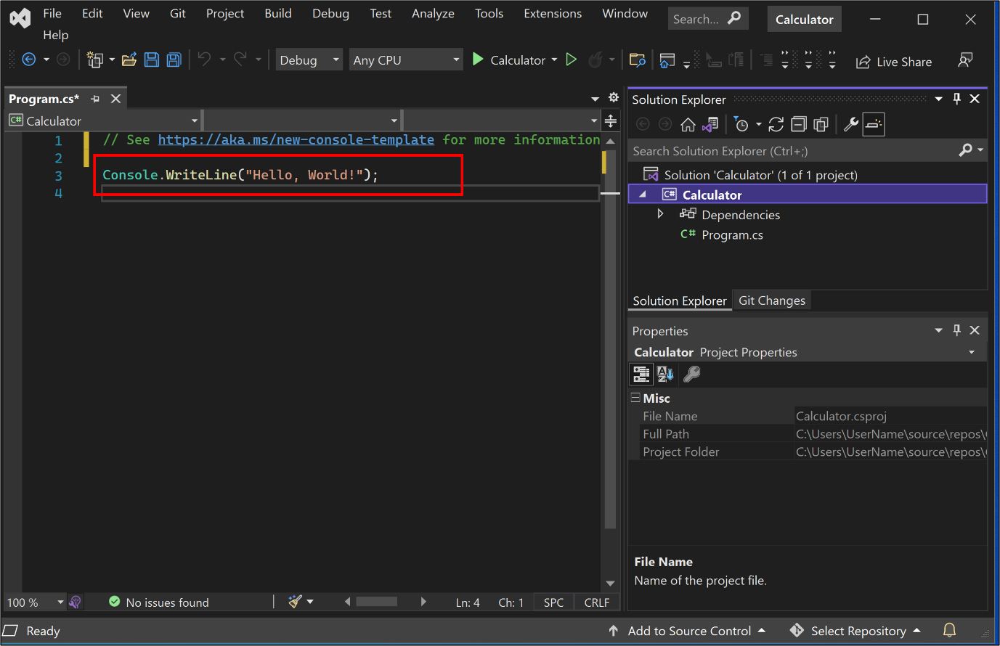 File Edit View Git Project Build Debug Test Analyze Tools Extensions Window Search... Calculator
Help
Debug Any CPU Calculator Live Share
Program.cs*
C# Calculator
1 // See https://aka.ms/new-console-template for more information
2
3 Console.WriteLine("Hello, World!");
4
100 % No issues found Ln: 4 Ch: 1 SPC CRLF
Solution Explorer
Search Solution Explorer (Ctrl+;)
Solution 'Calculator' (1 of 1 project)
C# Calculator
Dependencies
C# Program.cs
Solution Explorer Git Changes
Properties
Calculator Project Properties
Misc
File Name Calculator.csproj
Full Path C:\Users\UserName\source\repos\
Project Folder C:\Users\UserName\source\repos\
File Name
Name of the project file.
Ready Add to Source Control Select Repository